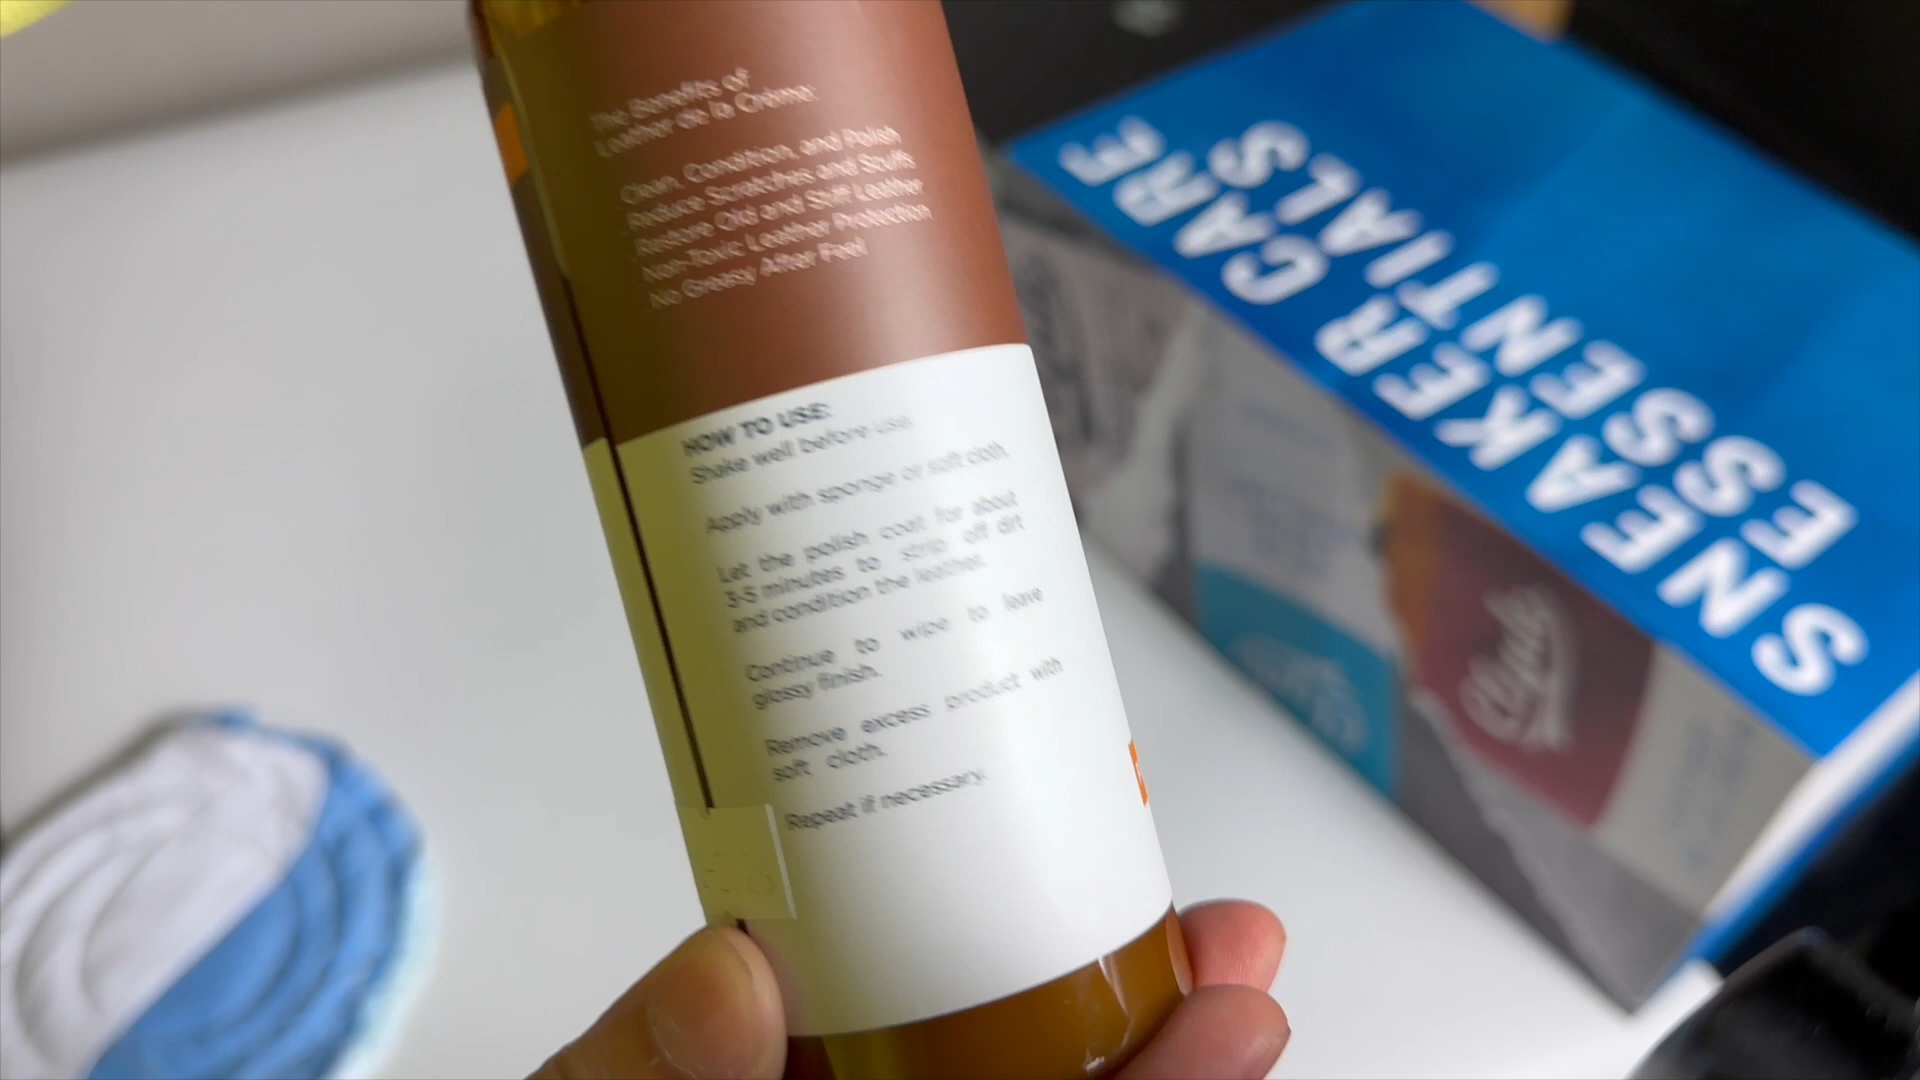 The Benefits of
Leather de la Crème:
Clean, Condition, and Polish
Reduce Scratches and Scuffs
Restore Old and Stiff Leather
Non-Toxic Leather Protection
No Greasy After Feel
HOW TO USE:
Shake well before use.
Apply with sponge or soft cloth.
Let the polish coat for about
3-5 minutes to strip off dirt
and condition the leather.
Continue to wipe to leave
glossy finish.
Remove excess product with
soft cloth.
Repeat if necessary.
SNEAKER CARE
ESSENTIALS